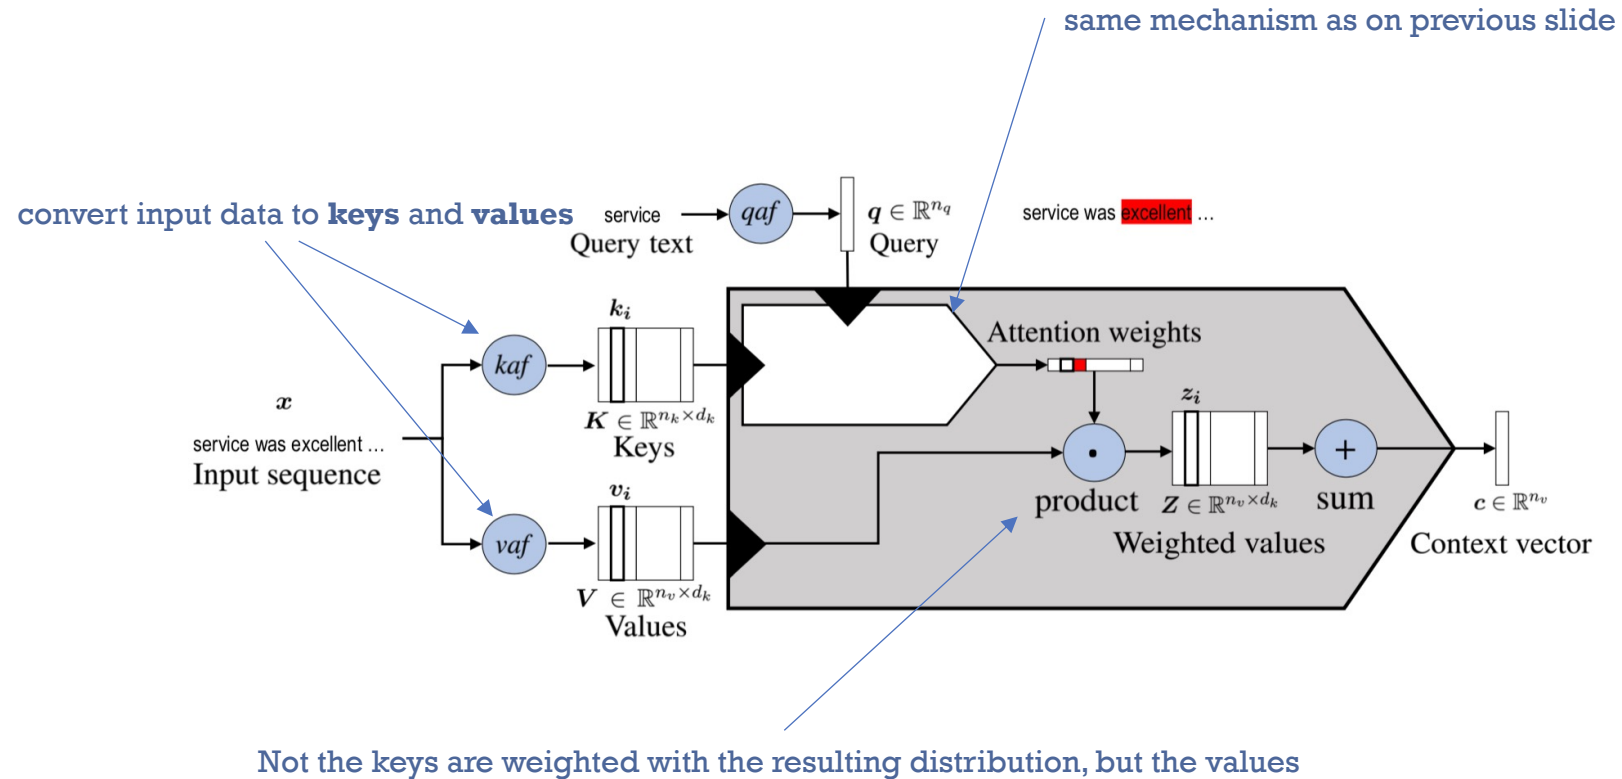 same mechanism as on previous slide
convert input data to keys and values
service
Query text
qaf
q ∈ ℝ^{n_q}
Query
service was excellent ...
k_i
kaf
K ∈ ℝ^{n_k×d_k}
Keys
Attention weights
x
service was excellent ...
Input sequence
v_i
vaf
V ∈ ℝ^{n_v×d_k}
Values
z_i
product
Z ∈ ℝ^{n_v×d_k}
Weighted values
+
sum
c ∈ ℝ^{n_v}
Context vector
Not the keys are weighted with the resulting distribution, but the values